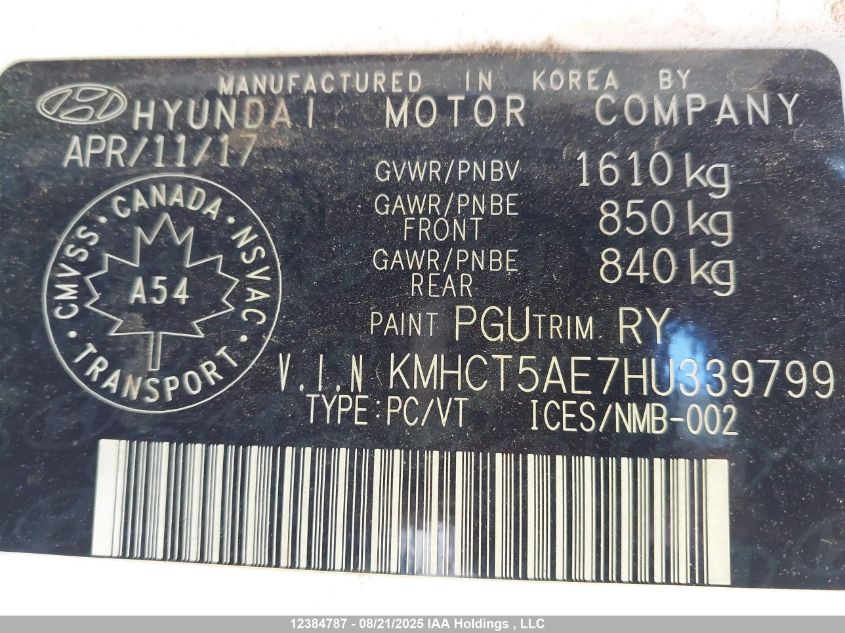 MANUFACTURED IN KOREA BY
HYUNDAI MOTOR COMPANY
APR/11/17
GVWR/PNBV 1610 kg
GAWR/PNBE FRONT 850 kg
GAWR/PNBE REAR 840 kg
CANADA · NSVAC · TRANSPORT · CMVSS ·
A54
PAINT PGU TRIM RY
V.I.N KMHCT5AE7HU339799
TYPE:PC/VT ICES/NMB-002
12384787 - 08/21/2025 IAA Holdings , LLC